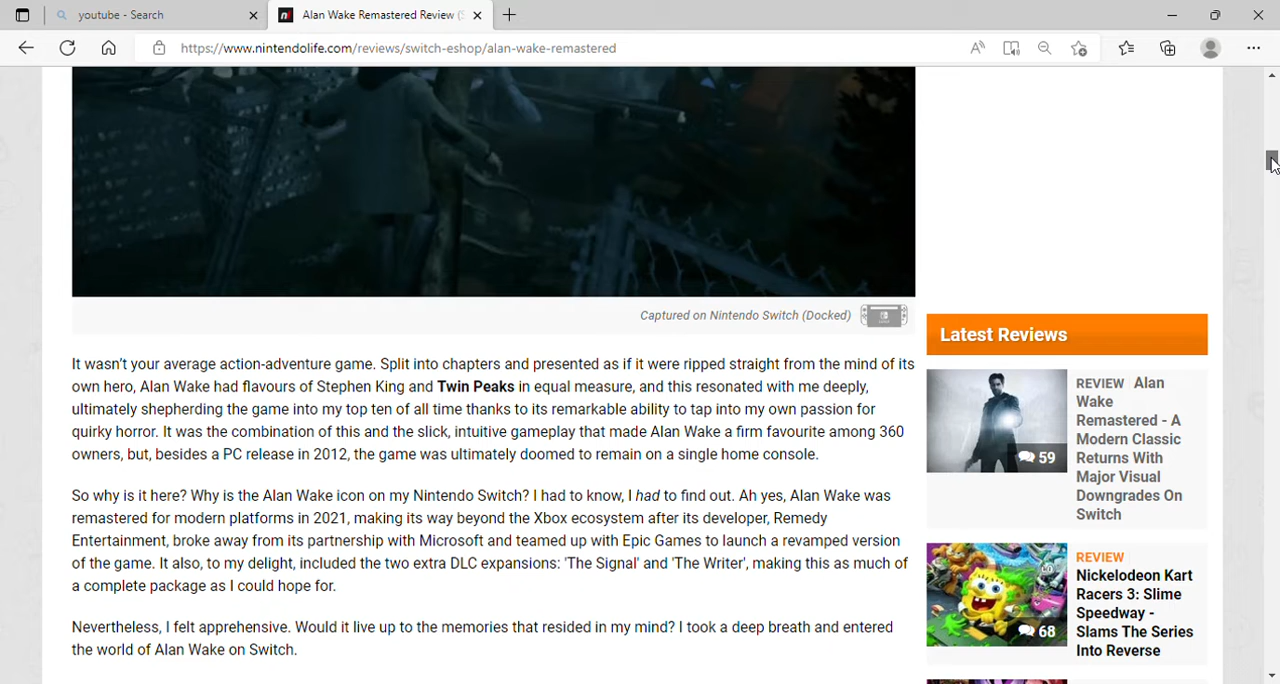 youtube - Search
Alan Wake Remastered Review (S
https://www.nintendolife.com/reviews/switch-eshop/alan-wake-remastered
Captured on Nintendo Switch (Docked)
It wasn't your average action-adventure game. Split into chapters and presented as if it were ripped straight from the mind of its
own hero, Alan Wake had flavours of Stephen King and Twin Peaks in equal measure, and this resonated with me deeply,
ultimately shepherding the game into my top ten of all time thanks to its remarkable ability to tap into my own passion for
quirky horror. It was the combination of this and the slick, intuitive gameplay that made Alan Wake a firm favourite among 360
owners, but, besides a PC release in 2012, the game was ultimately doomed to remain on a single home console.
So why is it here? Why is the Alan Wake icon on my Nintendo Switch? I had to know, I had to find out. Ah yes, Alan Wake was
remastered for modern platforms in 2021, making its way beyond the Xbox ecosystem after its developer, Remedy
Entertainment, broke away from its partnership with Microsoft and teamed up with Epic Games to launch a revamped version
of the game. It also, to my delight, included the two extra DLC expansions: 'The Signal' and 'The Writer', making this as much of
a complete package as I could hope for.
Nevertheless, I felt apprehensive. Would it live up to the memories that resided in my mind? I took a deep breath and entered
the world of Alan Wake on Switch.
Latest Reviews
REVIEW Alan
Wake
Remastered - A
Modern Classic
Returns With
Major Visual
Downgrades On
Switch
59
REVIEW
Nickelodeon Kart
Racers 3: Slime
Speedway -
Slams The Series
Into Reverse
68